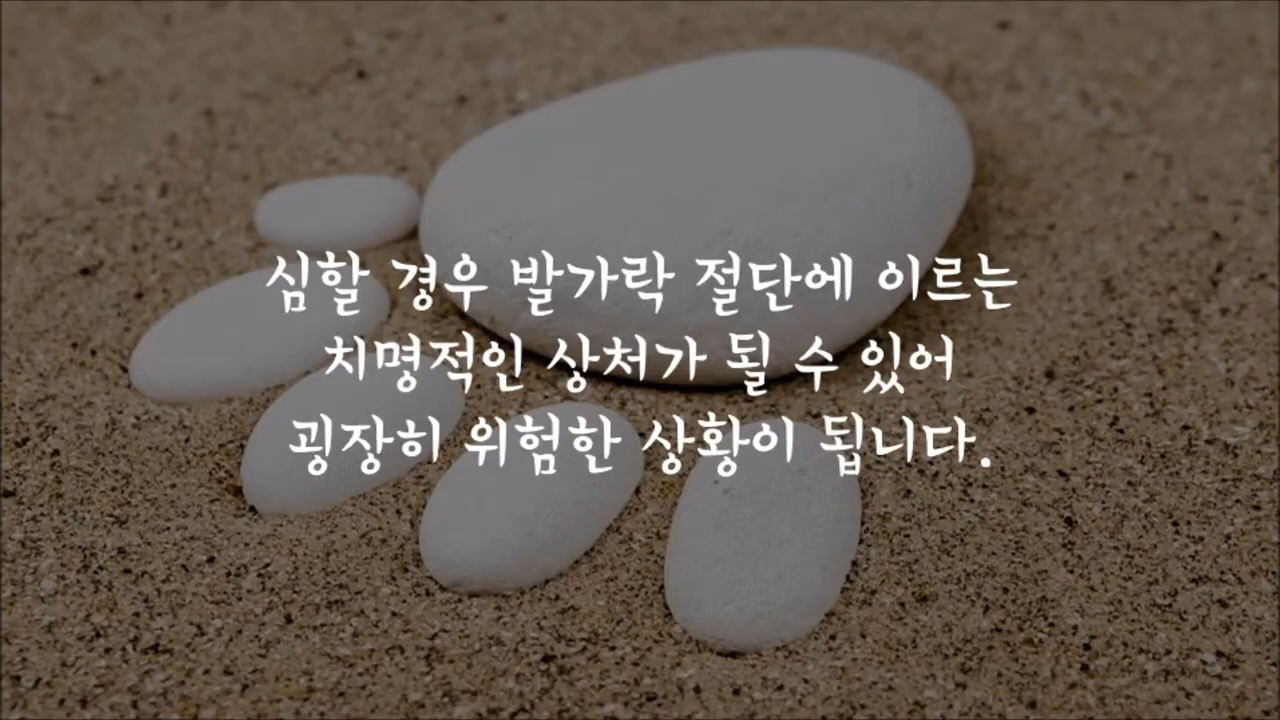 심할 경우 발가락 절단에 이르는
치명적인 상처가 될 수 있어
굉장히 위험한 상황이 됩니다.